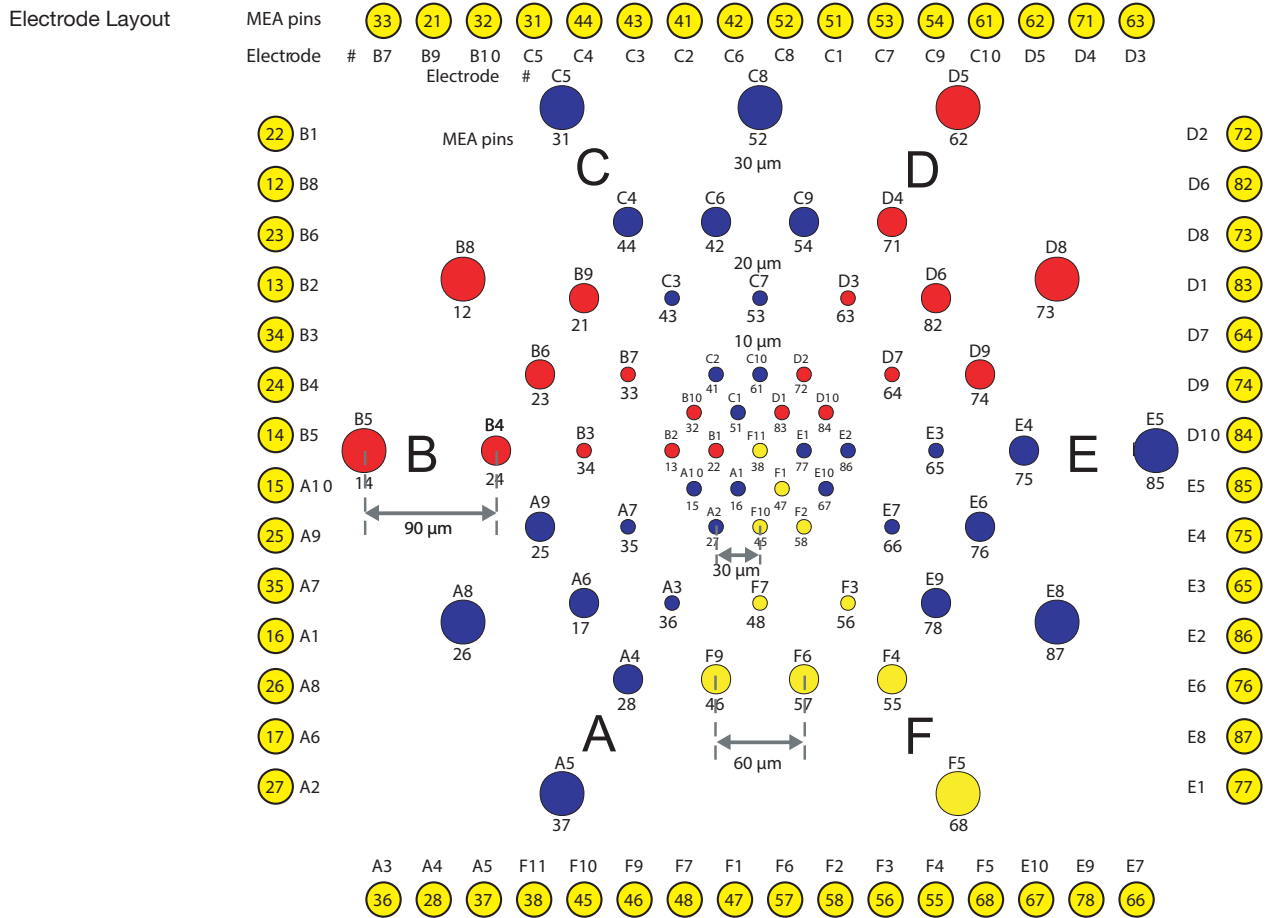 Electrode Layout
MEA pins 33 21 32 31 44 43 41 42 52 51 53 54 61 62 71 63
Electrode # B7 B9 B10 C5 C4 C3 C2 C6 C8 C1 C7 C9 C10 D5 D4 D3
Electrode # C5 C8 D5
MEA pins 31 52 62
30 µm
22 B1 D2 72
C D
12 B8 D6 82
C4 C6 C9 D4
44 42 54 71
23 B6 D8 73
20 µm
B8 B9 C3 C7 D3 D6 D8
12 21 43 53 63 82 73
13 B2 D1 83
10 µm
34 B3 D7 64
B6 B7 C2 C10 D2 D7 D9
23 33 41 61 72 64 74
24 B4 D9 74
B10 C1 D1 D10
32 51 83 84
14 B5 D10 84
B5 B4 B3 B2 B1 F11 E1 E2 E3 E4 E5
14 24 34 13 22 38 77 86 65 75 85
B E
A10 A1 F1 E10
15 16 47 67
15 A10 E5 85
90 µm
A9 A7 A2 F10 F2 E7 E6
25 35 27 45 58 66 76
25 A9 E4 75
30 µm
35 A7 E3 65
A8 A6 A3 F7 F3 E9 E8
26 17 36 48 56 78 87
16 A1 E2 86
A4 F9 F6 F4
28 46 57 55
26 A8 E6 76
17 A6 E8 87
A F
60 µm
A5 F5
37 68
27 A2 E1 77
A3 A4 A5 F11 F10 F9 F7 F1 F6 F2 F3 F4 F5 E10 E9 E7
36 28 37 38 45 46 48 47 57 58 56 55 68 67 78 66